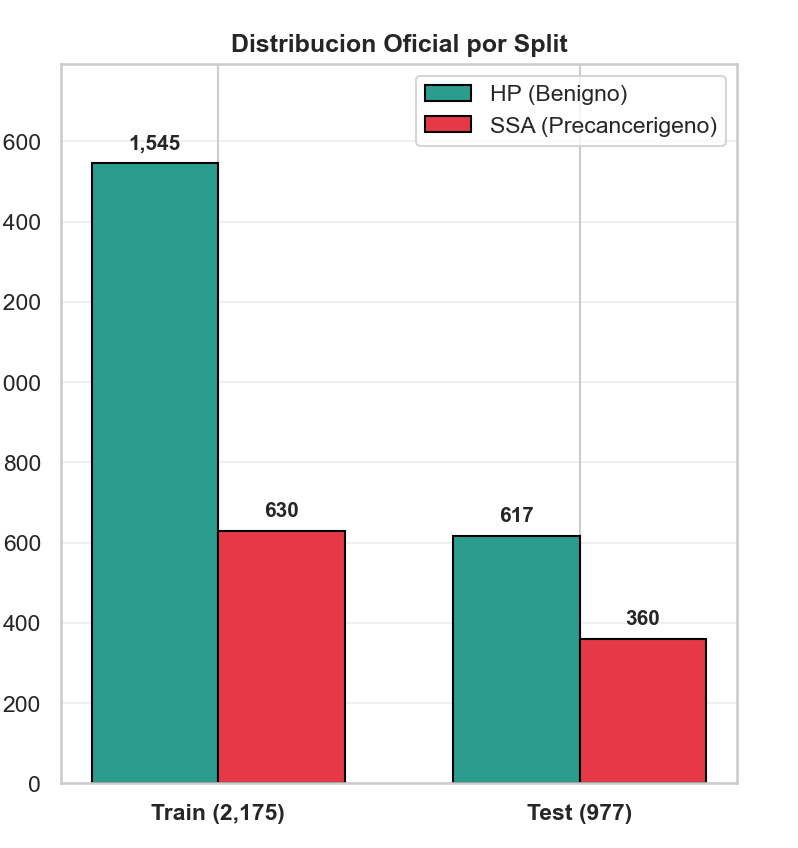 Distribucion Oficial por Split
HP (Benigno)
SSA (Precancerigeno)
600
400
200
000
800
600
400
200
0
1,545
630
617
360
Train (2,175)
Test (977)